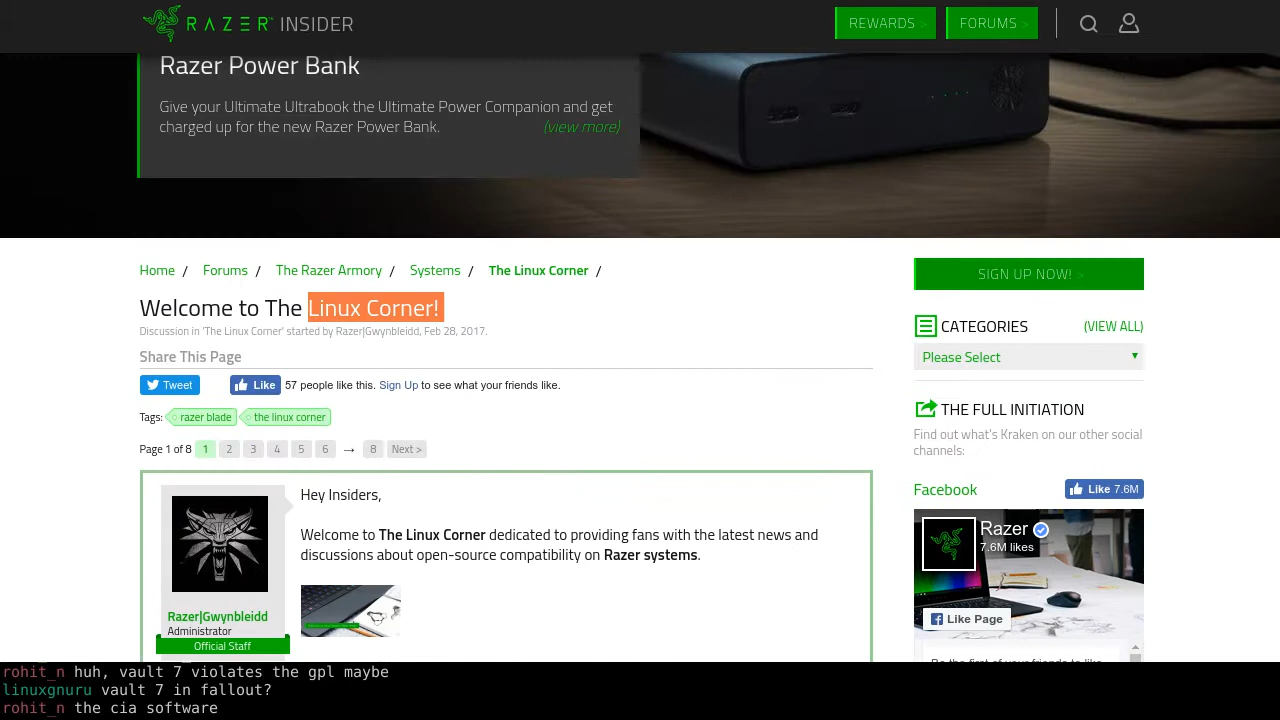 RAZER INSIDER
REWARDS >
FORUMS >
Razer Power Bank
Give your Ultimate Ultrabook the Ultimate Power Companion and get
charged up for the new Razer Power Bank.
(view more)
Home / Forums / The Razer Armory / Systems / The Linux Corner /
Welcome to The Linux Corner!
Discussion in 'The Linux Corner' started by Razer|Gwynbleidd, Feb 28, 2017.
Share This Page
Tweet
Like 57 people like this. Sign Up to see what your friends like.
Tags: razer blade the linux corner
Page 1 of 8 1 2 3 4 5 6 → 8 Next >
Hey Insiders,
Welcome to The Linux Corner dedicated to providing fans with the latest news and
discussions about open-source compatibility on Razer systems.
Razer|Gwynbleidd
Administrator
Official Staff
SIGN UP NOW! >
CATEGORIES
(VIEW ALL)
Please Select
THE FULL INITIATION
Find out what's Kraken on our other social
channels:
Facebook
Like 7.6M
Razer
7.6M likes
Like Page
Be the first of your friends to like
rohit_n huh, vault 7 violates the gpl maybe
linuxgnuru vault 7 in fallout?
rohit_n the cia software